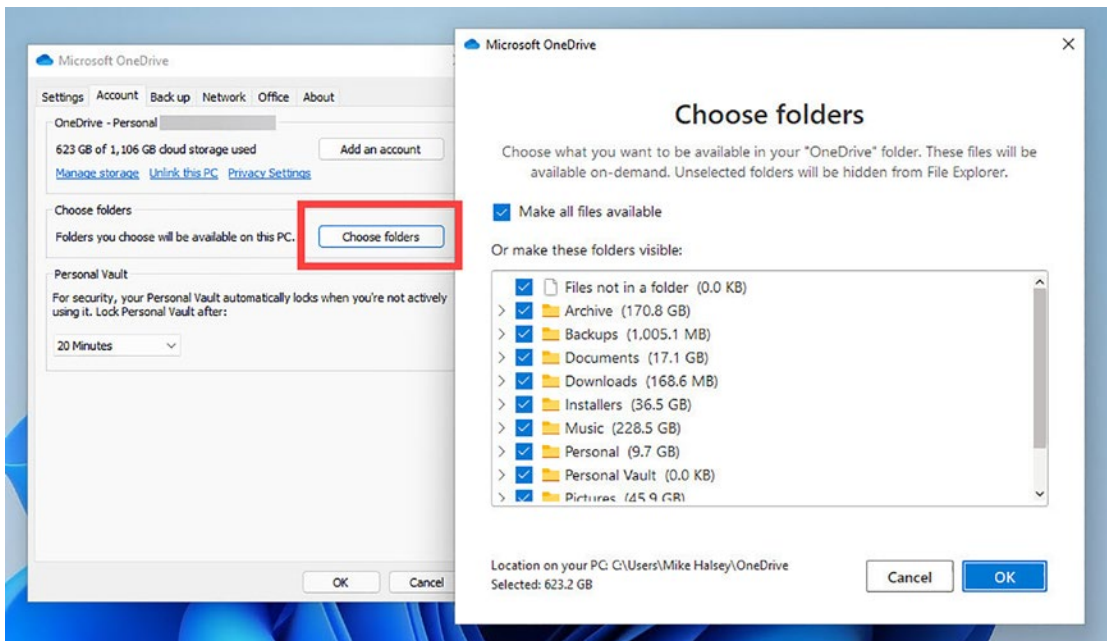 Microsoft OneDrive
Settings Account Back up Network Office About
OneDrive - Personal
623 GB of 1,106 GB cloud storage used
Add an account
Manage storage Unlink this PC Privacy Settings
Choose folders
Folders you choose will be available on this PC.
Choose folders
Personal Vault
For security, your Personal Vault automatically locks when you're not actively
using it. Lock Personal Vault after:
20 Minutes
OK Cancel
Microsoft OneDrive
Choose folders
Choose what you want to be available in your "OneDrive" folder. These files will be
available on-demand. Unselected folders will be hidden from File Explorer.
Make all files available
Or make these folders visible:
Files not in a folder (0.0 KB)
Archive (170.8 GB)
Backups (1,005.1 MB)
Documents (17.1 GB)
Downloads (168.6 MB)
Installers (36.5 GB)
Music (228.5 GB)
Personal (9.7 GB)
Personal Vault (0.0 KB)
Pictures (45.9 GB)
Location on your PC: C:\Users\Mike Halsey\OneDrive
Selected: 623.2 GB
Cancel OK